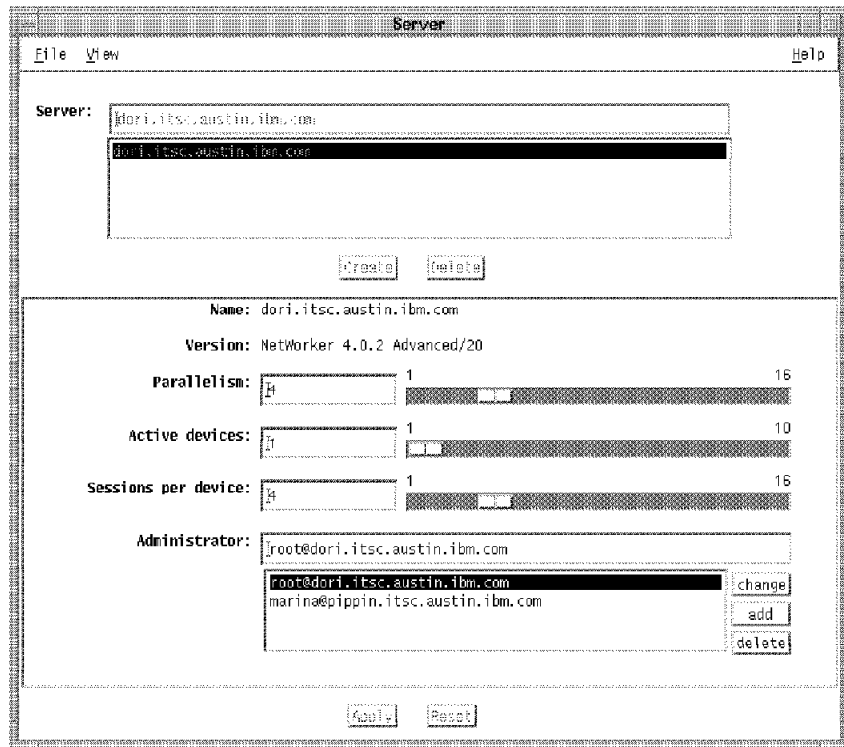 Server
File View Help
Server: dori.itsc.austin.ibm.com
dori.itsc.austin.ibm.com
Create Delete
Name: dori.itsc.austin.ibm.com
Version: NetWorker 4.0.2 Advanced/20
Parallelism: 4 1 16
Active devices: 1 1 10
Sessions per device: 4 1 16
Administrator: root@dori.itsc.austin.ibm.com
root@dori.itsc.austin.ibm.com change
marina@pippin.itsc.austin.ibm.com
add
delete
Apply Reset